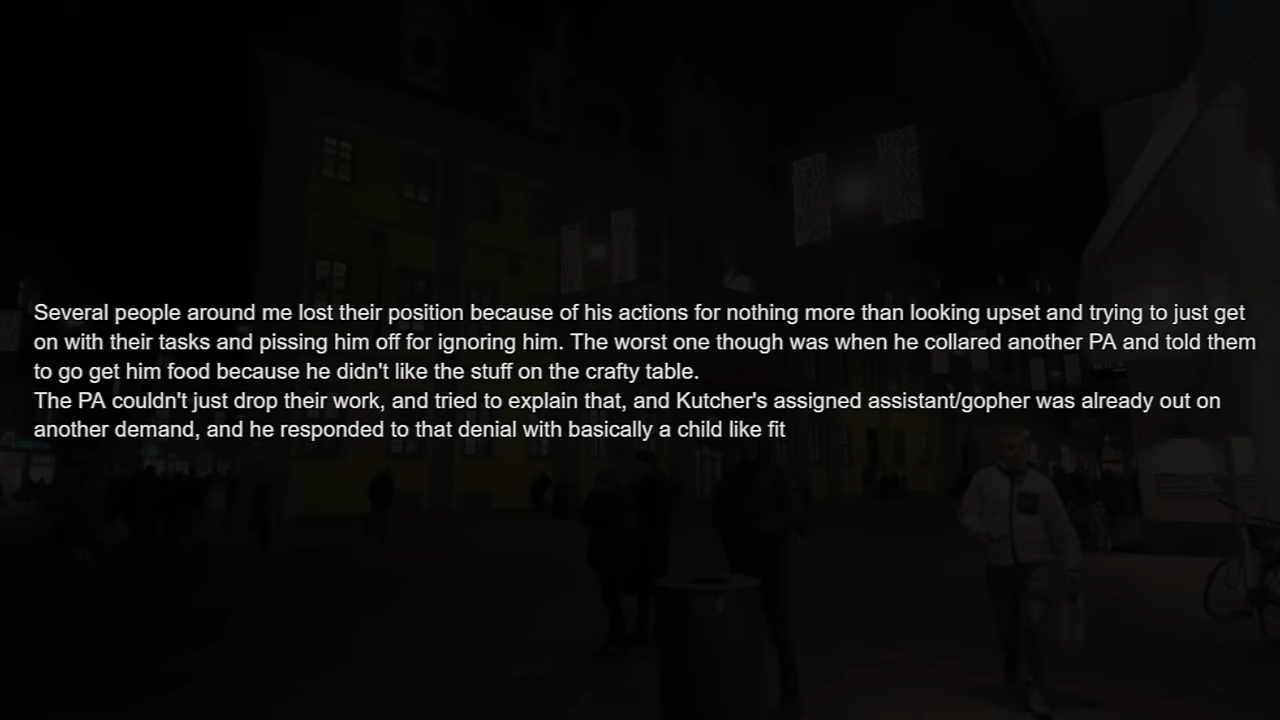 Several people around me lost their position because of his actions for nothing more than looking upset and trying to just get
on with their tasks and pissing him off for ignoring him. The worst one though was when he collared another PA and told them
to go get him food because he didn't like the stuff on the crafty table.
The PA couldn't just drop their work, and tried to explain that, and Kutcher's assigned assistant/gopher was already out on
another demand, and he responded to that denial with basically a child like fit